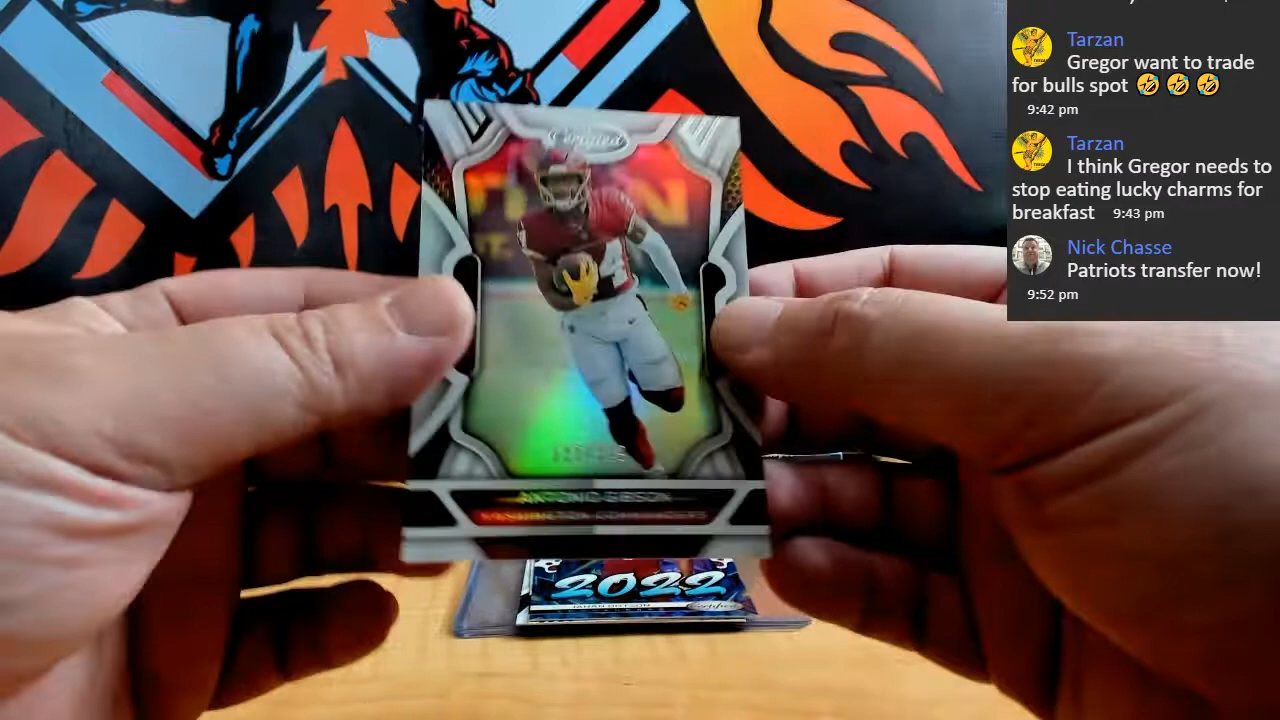 Tarzan
Gregor want to trade
for bulls spot 🤣 🤣 🤣
9:42 pm
Tarzan
I think Gregor needs to
stop eating lucky charms for
breakfast 9:43 pm
Nick Chasse
Patriots transfer now!
9:52 pm
Certified
ANTONIO GIBSON
WASHINGTON COMMANDERS
2022
JAHAN DOTSON
Certified